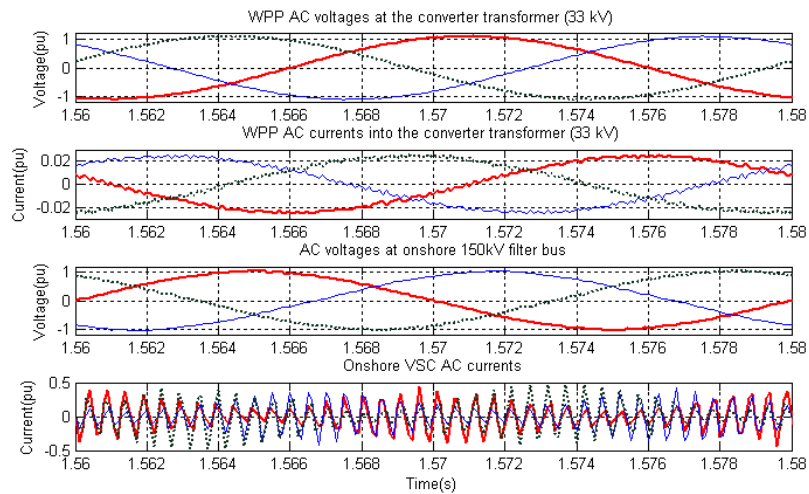 WPP AC voltages at the converter transformer (33 kV)
Voltage(pu)
1
0
-1
1.56 1.562 1.564 1.566 1.568 1.57 1.572 1.574 1.576 1.578 1.58
WPP AC currents into the converter transformer (33 kV)
Current(pu)
0.02
0
-0.02
1.56 1.562 1.564 1.566 1.568 1.57 1.572 1.574 1.576 1.578 1.58
AC voltages at onshore 150kV filter bus
Voltage(pu)
1
0
-1
1.56 1.562 1.564 1.566 1.568 1.57 1.572 1.574 1.576 1.578 1.58
Onshore VSC AC currents
Current(pu)
0.5
0
-0.5
1.56 1.562 1.564 1.566 1.568 1.57 1.572 1.574 1.576 1.578 1.58
Time(s)